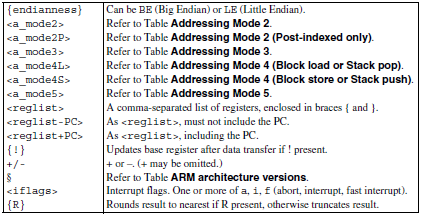 {endianness} Can be BE (Big Endian) or LE (Little Endian).
<a_mode2> Refer to Table Addressing Mode 2.
<a_mode2P> Refer to Table Addressing Mode 2 (Post-indexed only).
<a_mode3> Refer to Table Addressing Mode 3.
<a_mode4L> Refer to Table Addressing Mode 4 (Block load or Stack pop).
<a_mode4S> Refer to Table Addressing Mode 4 (Block store or Stack push).
<a_mode5> Refer to Table Addressing Mode 5.
<reglist> A comma-separated list of registers, enclosed in braces { and }.
<reglist-PC> As <reglist>, must not include the PC.
<reglist+PC> As <reglist>, including the PC.
{!} Updates base register after data transfer if ! present.
+/- + or –. (+ may be omitted.)
§ Refer to Table ARM architecture versions.
<iflags> Interrupt flags. One or more of a, i, f (abort, interrupt, fast interrupt).
{R} Rounds result to nearest if R present, otherwise truncates result.